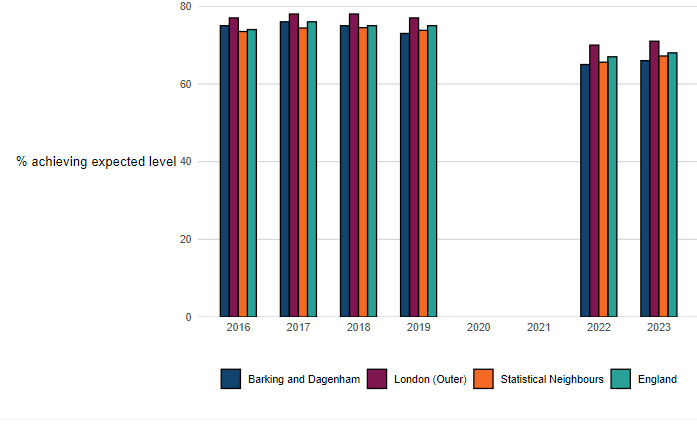 80
60
% achieving expected level 40
20
0
2016 2017 2018 2019 2020 2021 2022 2023
Barking and Dagenham London (Outer) Statistical Neighbours England